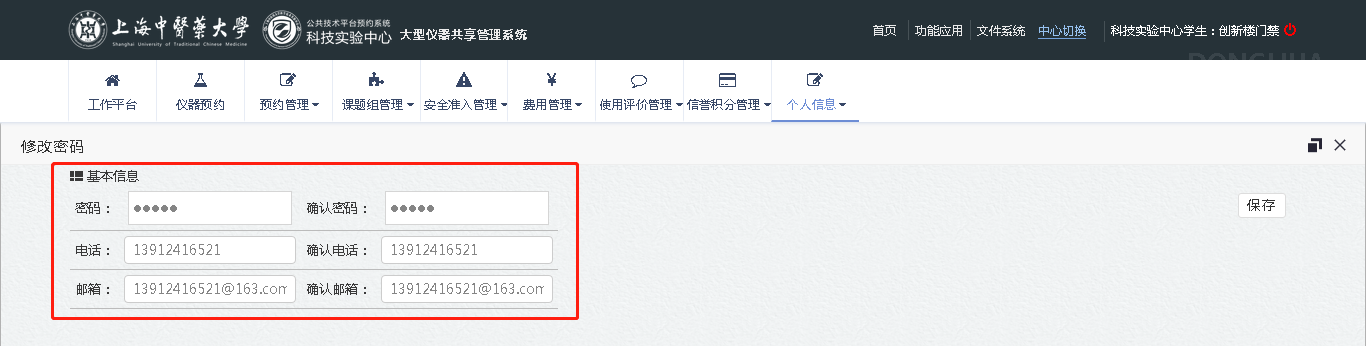 上海中醫藥大學
Shanghai University of Traditional Chinese Medicine
公共技术平台预约系统
科技实验中心
大型仪器共享管理系统
首页 功能应用 文件系统 中心切换 科技实验中心学生：创新楼门禁
DONGHUA
工作平台 仪器预约 预约管理 课题组管理 安全准入管理 费用管理 使用评价管理 信誉积分管理 个人信息
修改密码
基本信息
密码： ●●●●● 确认密码： ●●●●●
保存
电话： 13912416521 确认电话： 13912416521
邮箱： 13912416521@163.com 确认邮箱： 13912416521@163.com